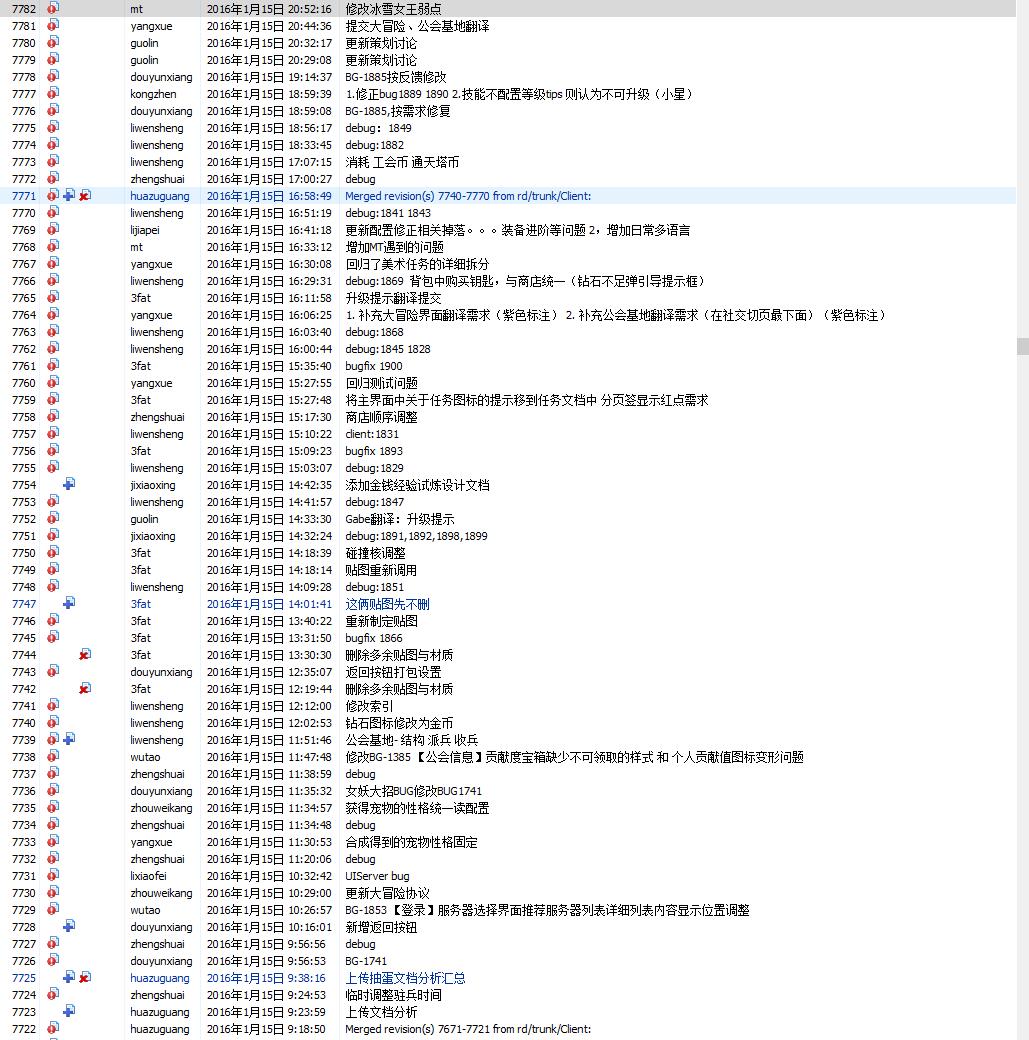 7782 mt 2016年1月15日 20:52:16 修改冰雪女王弱点
7781 yangxue 2016年1月15日 20:44:36 提交大冒险、公会基地翻译
7780 guolin 2016年1月15日 20:32:17 更新策划讨论
7779 guolin 2016年1月15日 20:29:08 更新策划讨论
7778 douyunxiang 2016年1月15日 19:14:37 BG-1885按反馈修改
7777 kongzhen 2016年1月15日 18:59:39 1.修正bug1889 1890 2.技能不配置等级tips 则认为不可升级（小星）
7776 douyunxiang 2016年1月15日 18:59:08 BG-1885,按需求修复
7775 liwensheng 2016年1月15日 18:56:17 debug：1849
7774 liwensheng 2016年1月15日 18:33:45 debug:1882
7773 liwensheng 2016年1月15日 17:07:15 消耗 工会币 通天塔币
7772 zhengshuai 2016年1月15日 17:00:27 debug
7771 huazuguang 2016年1月15日 16:58:49 Merged revision(s) 7740-7770 from rd/trunk/Client:
7770 liwensheng 2016年1月15日 16:51:19 debug:1841 1843
7769 lijiapei 2016年1月15日 16:41:18 更新配置修正相关掉落。。。装备进阶等问题 2，增加日常多语言
7768 mt 2016年1月15日 16:33:12 增加MT遇到的问题
7767 yangxue 2016年1月15日 16:30:08 回归了美术任务的详细拆分
7766 liwensheng 2016年1月15日 16:29:31 debug:1869 背包中购买钥匙，与商店统一（钻石不足弹引导提示框）
7765 3fat 2016年1月15日 16:11:58 升级提示翻译提交
7764 yangxue 2016年1月15日 16:06:25 1. 补充大冒险界面翻译需求（紫色标注） 2. 补充公会基地翻译需求（在社交切页最下面）（紫色标注）
7763 liwensheng 2016年1月15日 16:03:40 debug:1868
7762 liwensheng 2016年1月15日 16:00:44 debug:1845 1828
7761 3fat 2016年1月15日 15:35:40 bugfix 1900
7760 yangxue 2016年1月15日 15:27:55 回归测试问题
7759 3fat 2016年1月15日 15:27:48 将主界面中关于任务图标的提示移到任务文档中 分页签显示红点需求
7758 zhengshuai 2016年1月15日 15:17:30 商店顺序调整
7757 liwensheng 2016年1月15日 15:10:22 client:1831
7756 3fat 2016年1月15日 15:09:23 bugfix 1893
7755 liwensheng 2016年1月15日 15:03:07 debug:1829
7754 jixiaoxing 2016年1月15日 14:42:35 添加金钱经验试炼设计文档
7753 liwensheng 2016年1月15日 14:41:57 debug:1847
7752 guolin 2016年1月15日 14:33:30 Gabe翻译：升级提示
7751 jixiaoxing 2016年1月15日 14:32:24 debug:1891,1892,1898,1899
7750 3fat 2016年1月15日 14:18:39 碰撞核调整
7749 3fat 2016年1月15日 14:18:14 贴图重新调用
7748 liwensheng 2016年1月15日 14:09:28 debug:1851
7747 3fat 2016年1月15日 14:01:41 这俩贴图先不删
7746 3fat 2016年1月15日 13:40:22 重新制定贴图
7745 3fat 2016年1月15日 13:31:50 bugfix 1866
7744 3fat 2016年1月15日 13:30:30 删除多余贴图与材质
7743 douyunxiang 2016年1月15日 12:35:07 返回按钮打包设置
7742 3fat 2016年1月15日 12:19:44 删除多余贴图与材质
7741 liwensheng 2016年1月15日 12:12:00 修改索引
7740 liwensheng 2016年1月15日 12:02:53 钻石图标修改为金币
7739 liwensheng 2016年1月15日 11:51:46 公会基地- 结构 派兵 收兵
7738 wutao 2016年1月15日 11:47:48 修改BG-1385 【公会信息】贡献度宝箱缺少不可领取的样式 和 个人贡献值图标变形问题
7737 zhengshuai 2016年1月15日 11:38:59 debug
7736 douyunxiang 2016年1月15日 11:35:32 女妖大招BUG修改BUG1741
7735 zhouweikang 2016年1月15日 11:34:57 获得宠物的性格统一读配置
7734 zhengshuai 2016年1月15日 11:34:48 debug
7733 yangxue 2016年1月15日 11:30:53 合成得到的宠物性格固定
7732 zhengshuai 2016年1月15日 11:20:06 debug
7731 lixiaofei 2016年1月15日 10:32:42 UIServer bug
7730 zhouweikang 2016年1月15日 10:29:00 更新大冒险协议
7729 wutao 2016年1月15日 10:26:57 BG-1853 【登录】服务器选择界面推荐服务器列表详细列表内容显示位置调整
7728 douyunxiang 2016年1月15日 10:16:01 新增返回按钮
7727 zhengshuai 2016年1月15日 9:56:56 debug
7726 douyunxiang 2016年1月15日 9:56:53 BG-1741
7725 huazuguang 2016年1月15日 9:38:16 上传抽蛋文档分析汇总
7724 zhengshuai 2016年1月15日 9:24:53 临时调整驻兵时间
7723 huazuguang 2016年1月15日 9:23:59 上传文档分析
7722 huazuguang 2016年1月15日 9:18:50 Merged revision(s) 7671-7721 from rd/trunk/Client: